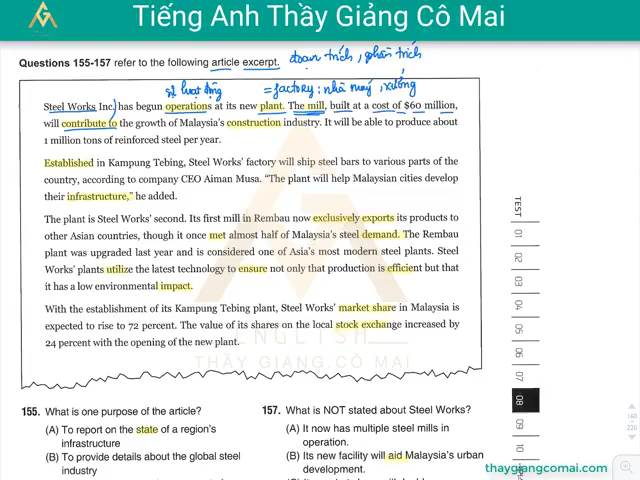 Tiếng Anh Thầy Giảng Cô Mai
Questions 155-157 refer to the following article excerpt. đoạn trích, phần trích
sự hoạt động =factory: nhà máy, xưởng
Steel Works Inc. has begun operations at its new plant. The mill, built at a cost of $60 million,
will contribute to the growth of Malaysia's construction industry. It will be able to produce about
1 million tons of reinforced steel per year.
Established in Kampung Tebing, Steel Works' factory will ship steel bars to various parts of the
country, according to company CEO Aiman Musa. "The plant will help Malaysian cities develop
their infrastructure," he added.
The plant is Steel Works' second. Its first mill in Rembau now exclusively exports its products to
other Asian countries, though it once met almost half of Malaysia's steel demand. The Rembau
plant was upgraded last year and is considered one of Asia's most modern steel plants. Steel
Works' plants utilize the latest technology to ensure not only that production is efficient but that
it has a low environmental impact.
With the establishment of its Kampung Tebing plant, Steel Works' market share in Malaysia is
expected to rise to 72 percent. The value of its shares on the local stock exchange increased by
24 percent with the opening of the new plant.
ENGLISH
THẦY GIẢNG.CÔ MAI
155. What is one purpose of the article?
(A) To report on the state of a region's
infrastructure
(B) To provide details about the global steel
industry
157. What is NOT stated about Steel Works?
(A) It now has multiple steel mills in
operation.
(B) Its new facility will aid Malaysia's urban
development.
TEST
01
02
03
04
05
06
07
08
09
10
160
220
thaygiangcomai.com